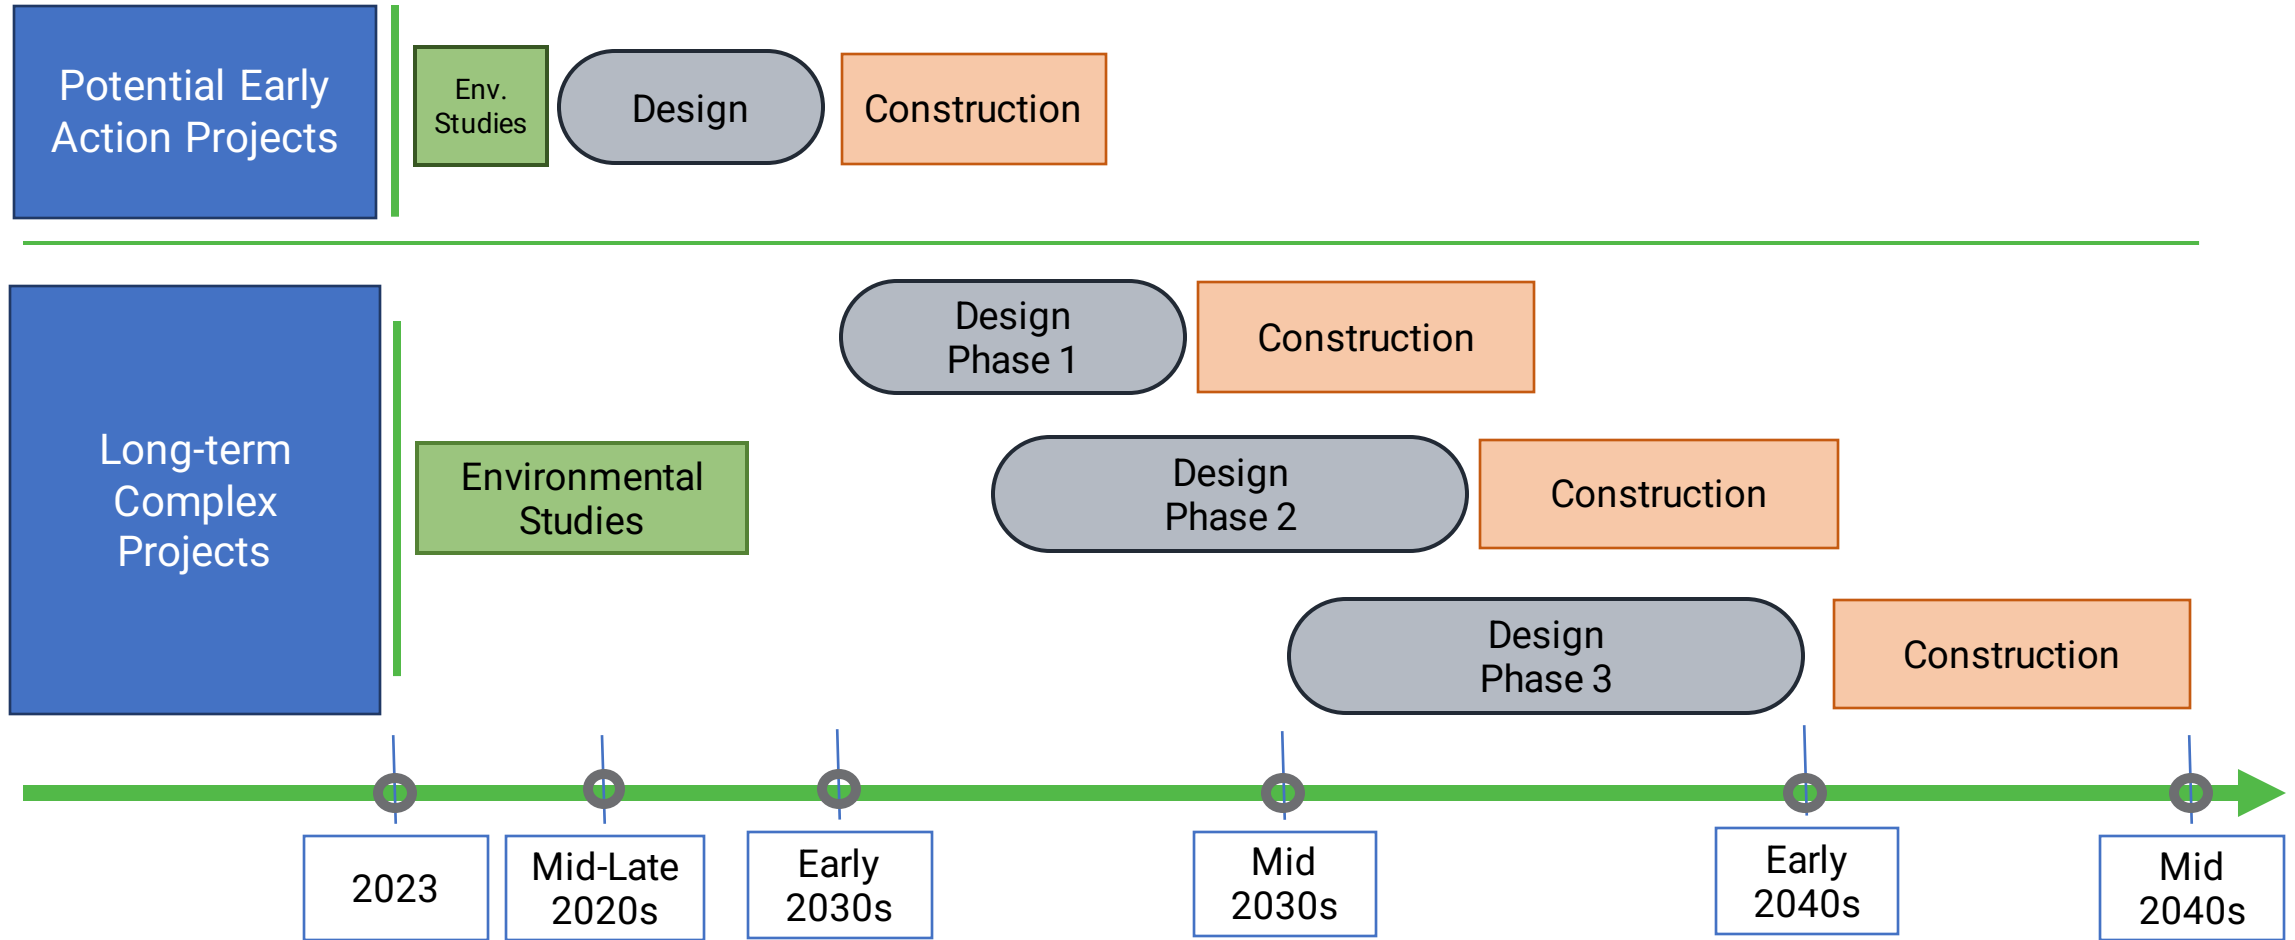 Potential Early
Action Projects
Env.
Studies
Design
Construction
Long-term
Complex
Projects
Environmental
Studies
Design
Phase 1
Construction
Design
Phase 2
Construction
Design
Phase 3
Construction
2023
Mid-Late
2020s
Early
2030s
Mid
2030s
Early
2040s
Mid
2040s